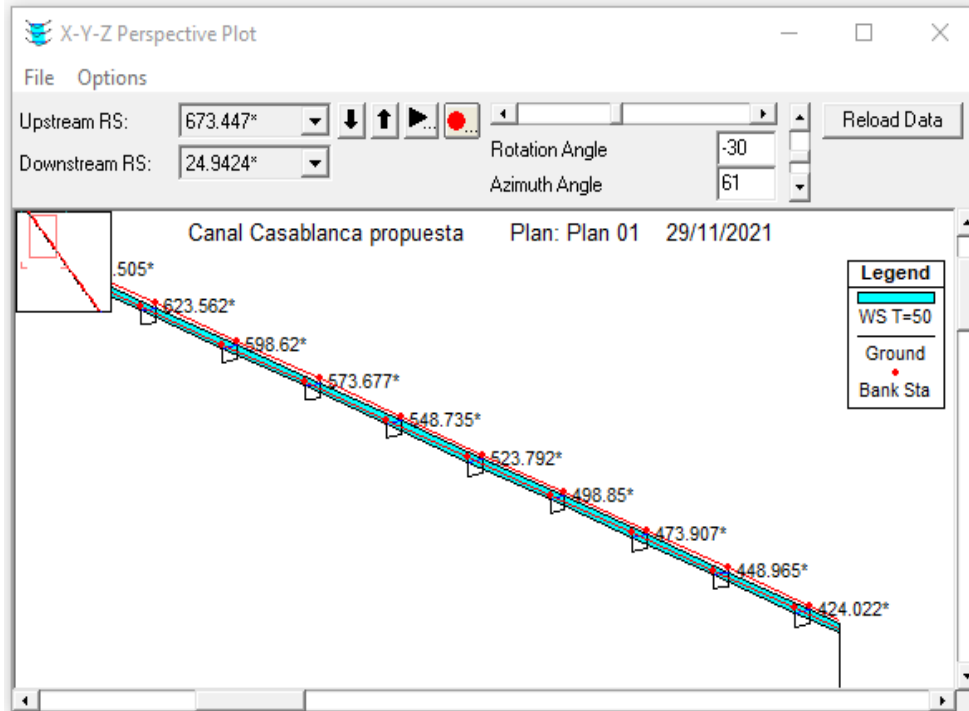 X-Y-Z Perspective Plot
File Options
Upstream RS: 673.447*
Downstream RS: 24.9424*
Rotation Angle -30
Azimuth Angle 61
Reload Data
Canal Casablanca propuesta Plan: Plan 01 29/11/2021
.505*
623.562*
598.62*
573.677*
548.735*
523.792*
498.85*
473.907*
448.965*
424.022*
Legend
WS T=50
Ground
Bank Sta